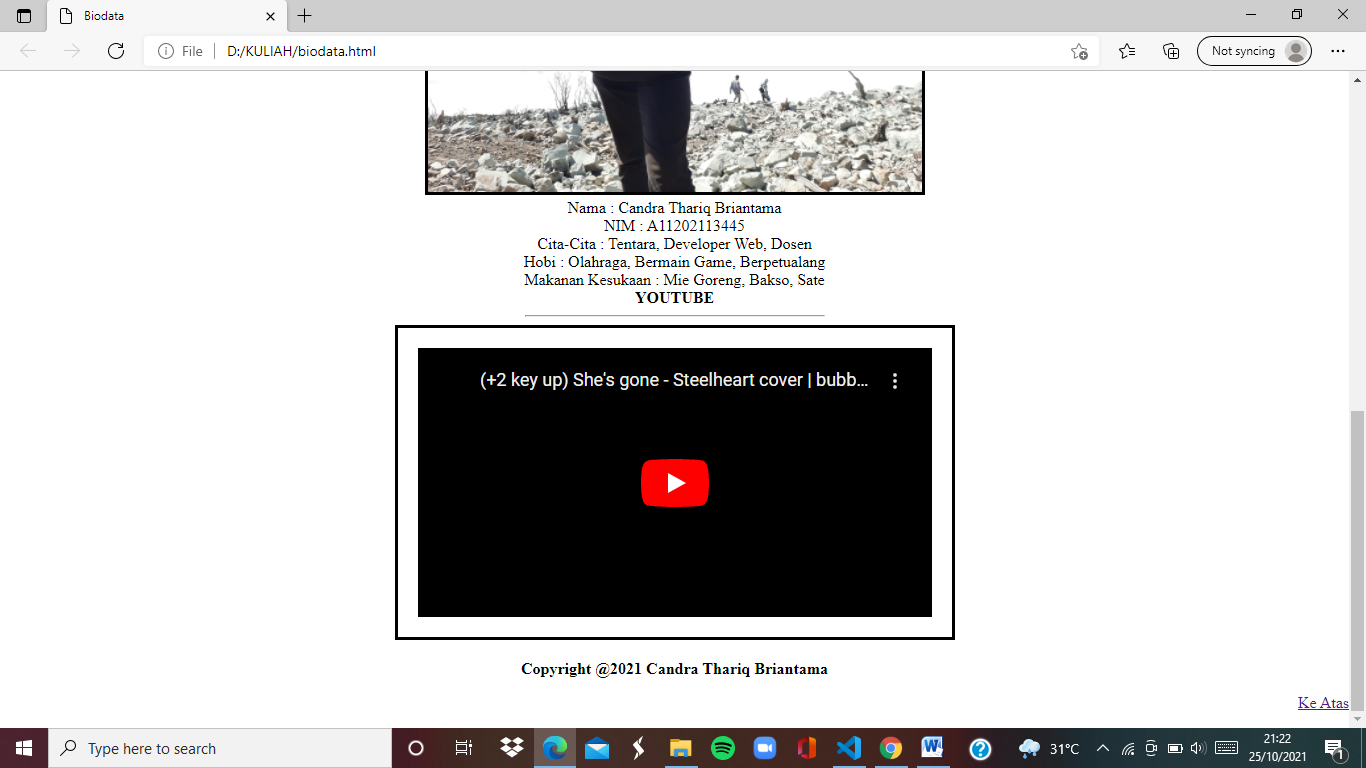 Biodata
File
D:/KULIAH/biodata.html
Not syncing
Nama : Candra Thariq Briantama
NIM : A11202113445
Cita-Cita : Tentara, Developer Web, Dosen
Hobi : Olahraga, Bermain Game, Berpetualang
Makanan Kesukaan : Mie Goreng, Bakso, Sate
YOUTUBE
(+2 key up) She's gone - Steelheart cover | bubb...
Copyright @2021 Candra Thariq Briantama
Ke Atas
Type here to search
31°C
21:22
25/10/2021
1